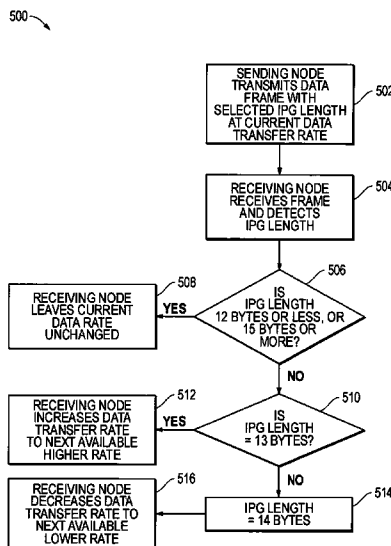 500
SENDING NODE
TRANSMITS DATA
FRAME WITH
SELECTED IPG LENGTH
AT CURRENT DATA
TRANSFER RATE
502
RECEIVING NODE
RECEIVES FRAME
AND DETECTS
IPG LENGTH
504
IS
IPG LENGTH
12 BYTES OR LESS, OR
15 BYTES OR
MORE?
506
YES
RECEIVING NODE
LEAVES CURRENT
DATA RATE
UNCHANGED
508
NO
IS
IPG LENGTH
= 13 BYTES?
510
YES
RECEIVING NODE
INCREASES DATA
TRANSFER RATE
TO NEXT AVAILABLE
HIGHER RATE
512
NO
IPG LENGTH
= 14 BYTES
514
RECEIVING NODE
DECREASES DATA
TRANSFER RATE TO
NEXT AVAILABLE
LOWER RATE
516